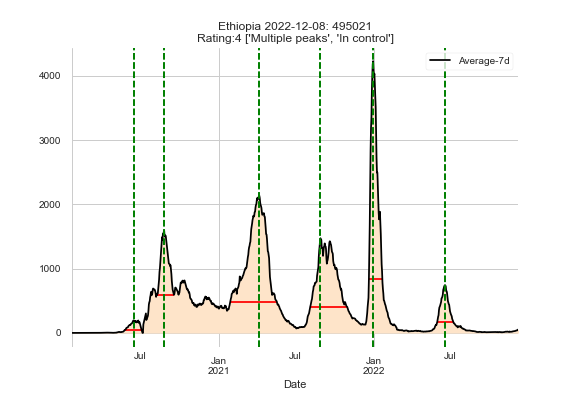 Ethiopia 2022-12-08: 495021
Rating:4 ['Multiple peaks', 'In control']
Average-7d
4000
3000
2000
1000
0
Jul
Jan
2021
Jul
Jan
2022
Jul
Date